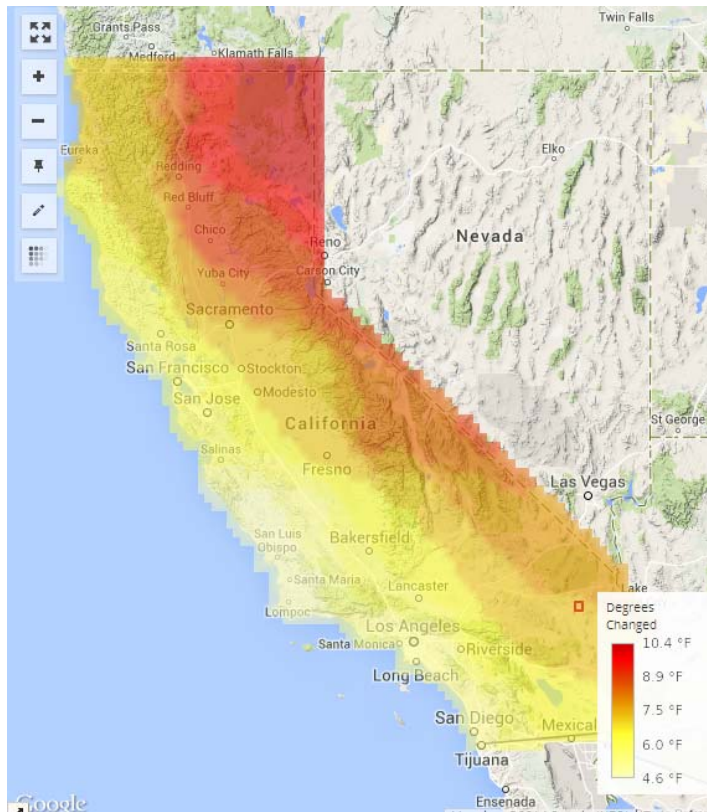 Grants Pass
Medford
Klamath Falls
Twin Falls
Eureka
Redding
Elko
Red Bluff
Chico
Nevada
Reno
Yuba City
Carson City
Sacramento
Santa Rosa
San Francisco
Stockton
Modesto
San Jose
California
St George
Salinas
Fresno
Las Vegas
San Luis
Obispo
Bakersfield
Santa Maria
Lancaster
Lake
Lompoc
Los Angeles
Santa Monica
Riverside
Long Beach
San Diego
Mexical
Tijuana
Ensenada
Degrees
Changed
10.4 °F
8.9 °F
7.5 °F
6.0 °F
4.6 °F
Google